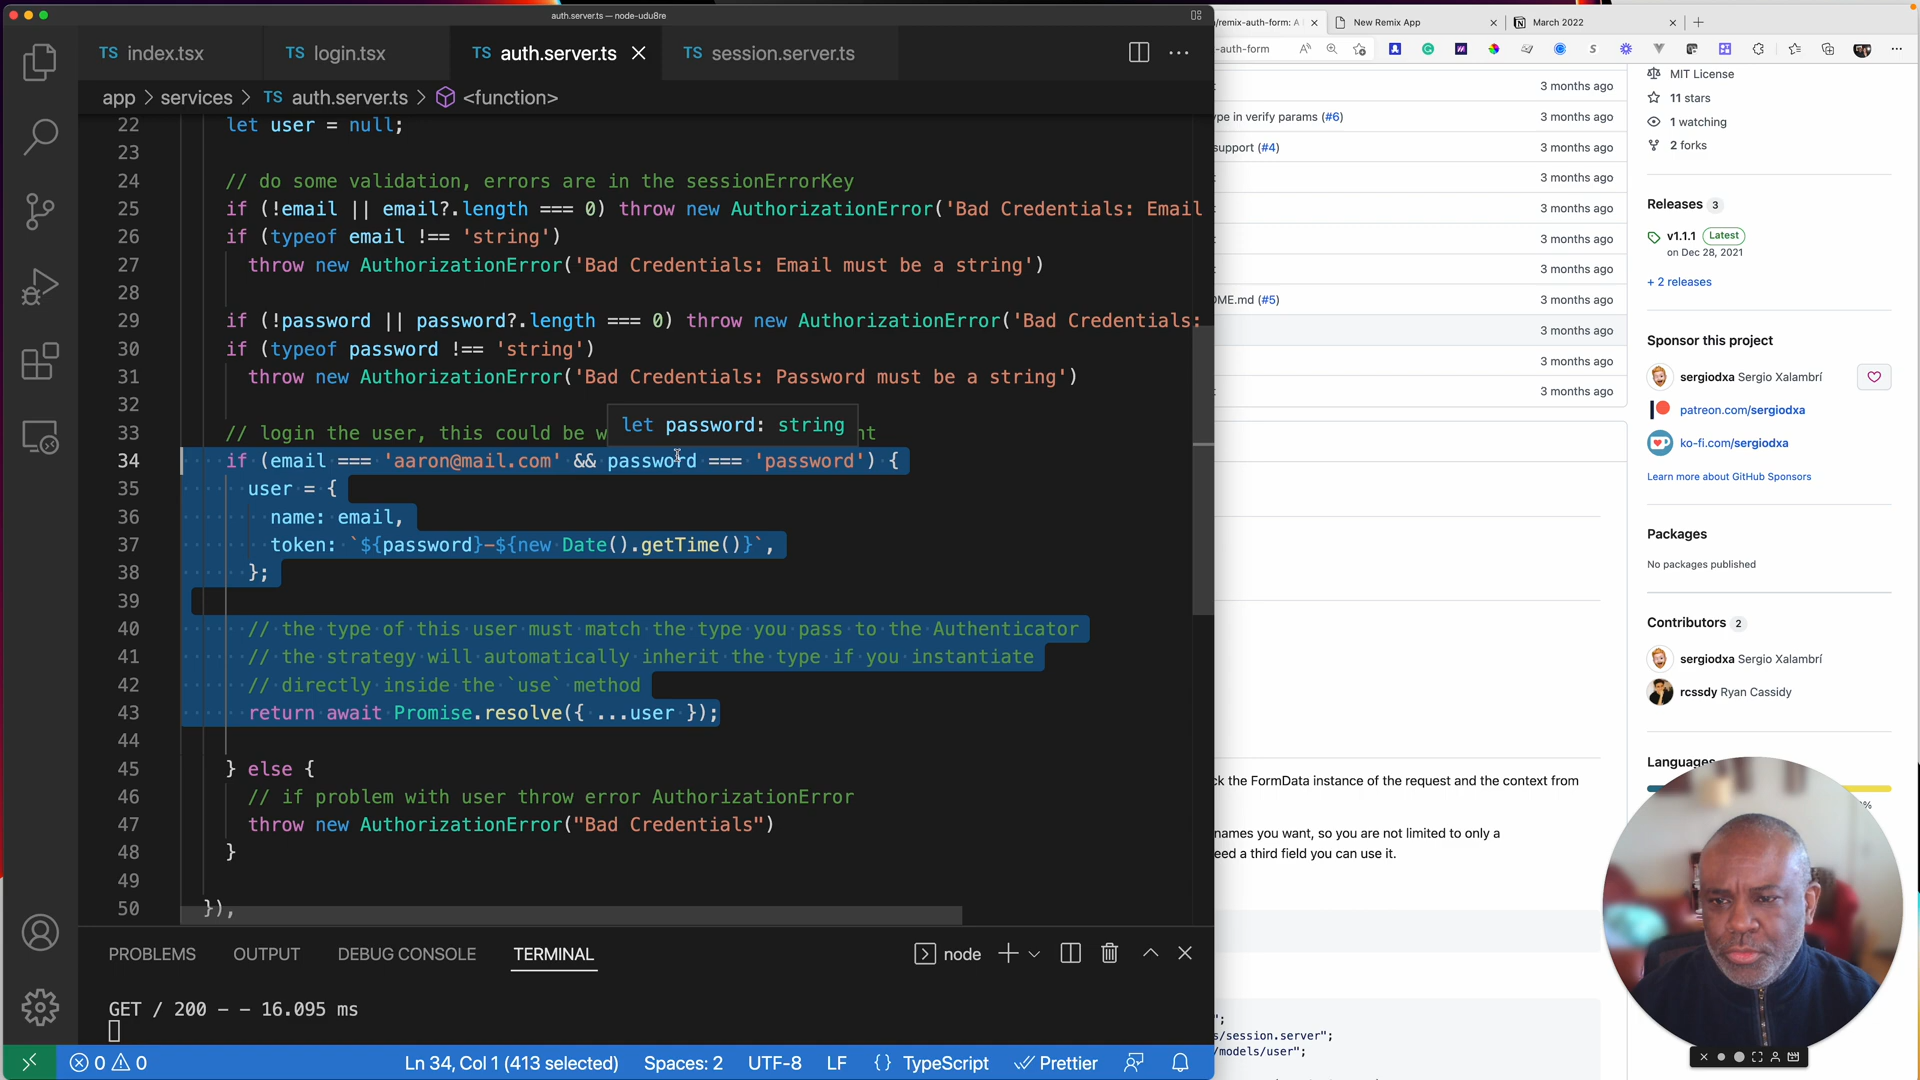 auth.server.ts — node-udu8re
TS index.tsx
TS login.tsx
TS auth.server.ts
TS session.server.ts
app > services > TS auth.server.ts > <function>
22 let user = null;
23
24 // do some validation, errors are in the sessionErrorKey
25 if (!email || email?.length === 0) throw new AuthorizationError('Bad Credentials: Email
26 if (typeof email !== 'string')
27 throw new AuthorizationError('Bad Credentials: Email must be a string')
28
29 if (!password || password?.length === 0) throw new AuthorizationError('Bad Credentials:
30 if (typeof password !== 'string')
31 throw new AuthorizationError('Bad Credentials: Password must be a string')
32
let password: string
33 // login the user, this could be
34 if (email === 'aaron@mail.com' && password === 'password') {
35 user = {
36 name: email,
37 token: `${password}-${new Date().getTime()}`,
38 };
39
40 // the type of this user must match the type you pass to the Authenticator
41 // the strategy will automatically inherit the type if you instantiate
42 // directly inside the `use` method
43 return await Promise.resolve({ ...user });
44
45 } else {
46 // if problem with user throw error AuthorizationError
47 throw new AuthorizationError("Bad Credentials")
48 }
49
50 }),
PROBLEMS OUTPUT DEBUG CONSOLE TERMINAL
node
GET / 200 - - 16.095 ms
0 0
Ln 34, Col 1 (413 selected) Spaces: 2 UTF-8 LF {} TypeScript Prettier
/remix-auth-form: A
New Remix App
March 2022
-auth-form
3 months ago
ype in verify params (#6) 3 months ago
support (#4) 3 months ago
3 months ago
3 months ago
3 months ago
3 months ago
ME.md (#5) 3 months ago
3 months ago
3 months ago
3 months ago
MIT License
11 stars
1 watching
2 forks
Releases 3
v1.1.1 Latest
on Dec 28, 2021
+ 2 releases
Sponsor this project
sergiodxa Sergio Xalambrí
patreon.com/sergiodxa
ko-fi.com/sergiodxa
Learn more about GitHub Sponsors
Packages
No packages published
Contributors 2
sergiodxa Sergio Xalambrí
rcssdy Ryan Cassidy
Languages
ck the FormData instance of the request and the context from
names you want, so you are not limited to only a
eed a third field you can use it.
";
s/session.server";
/models/user";